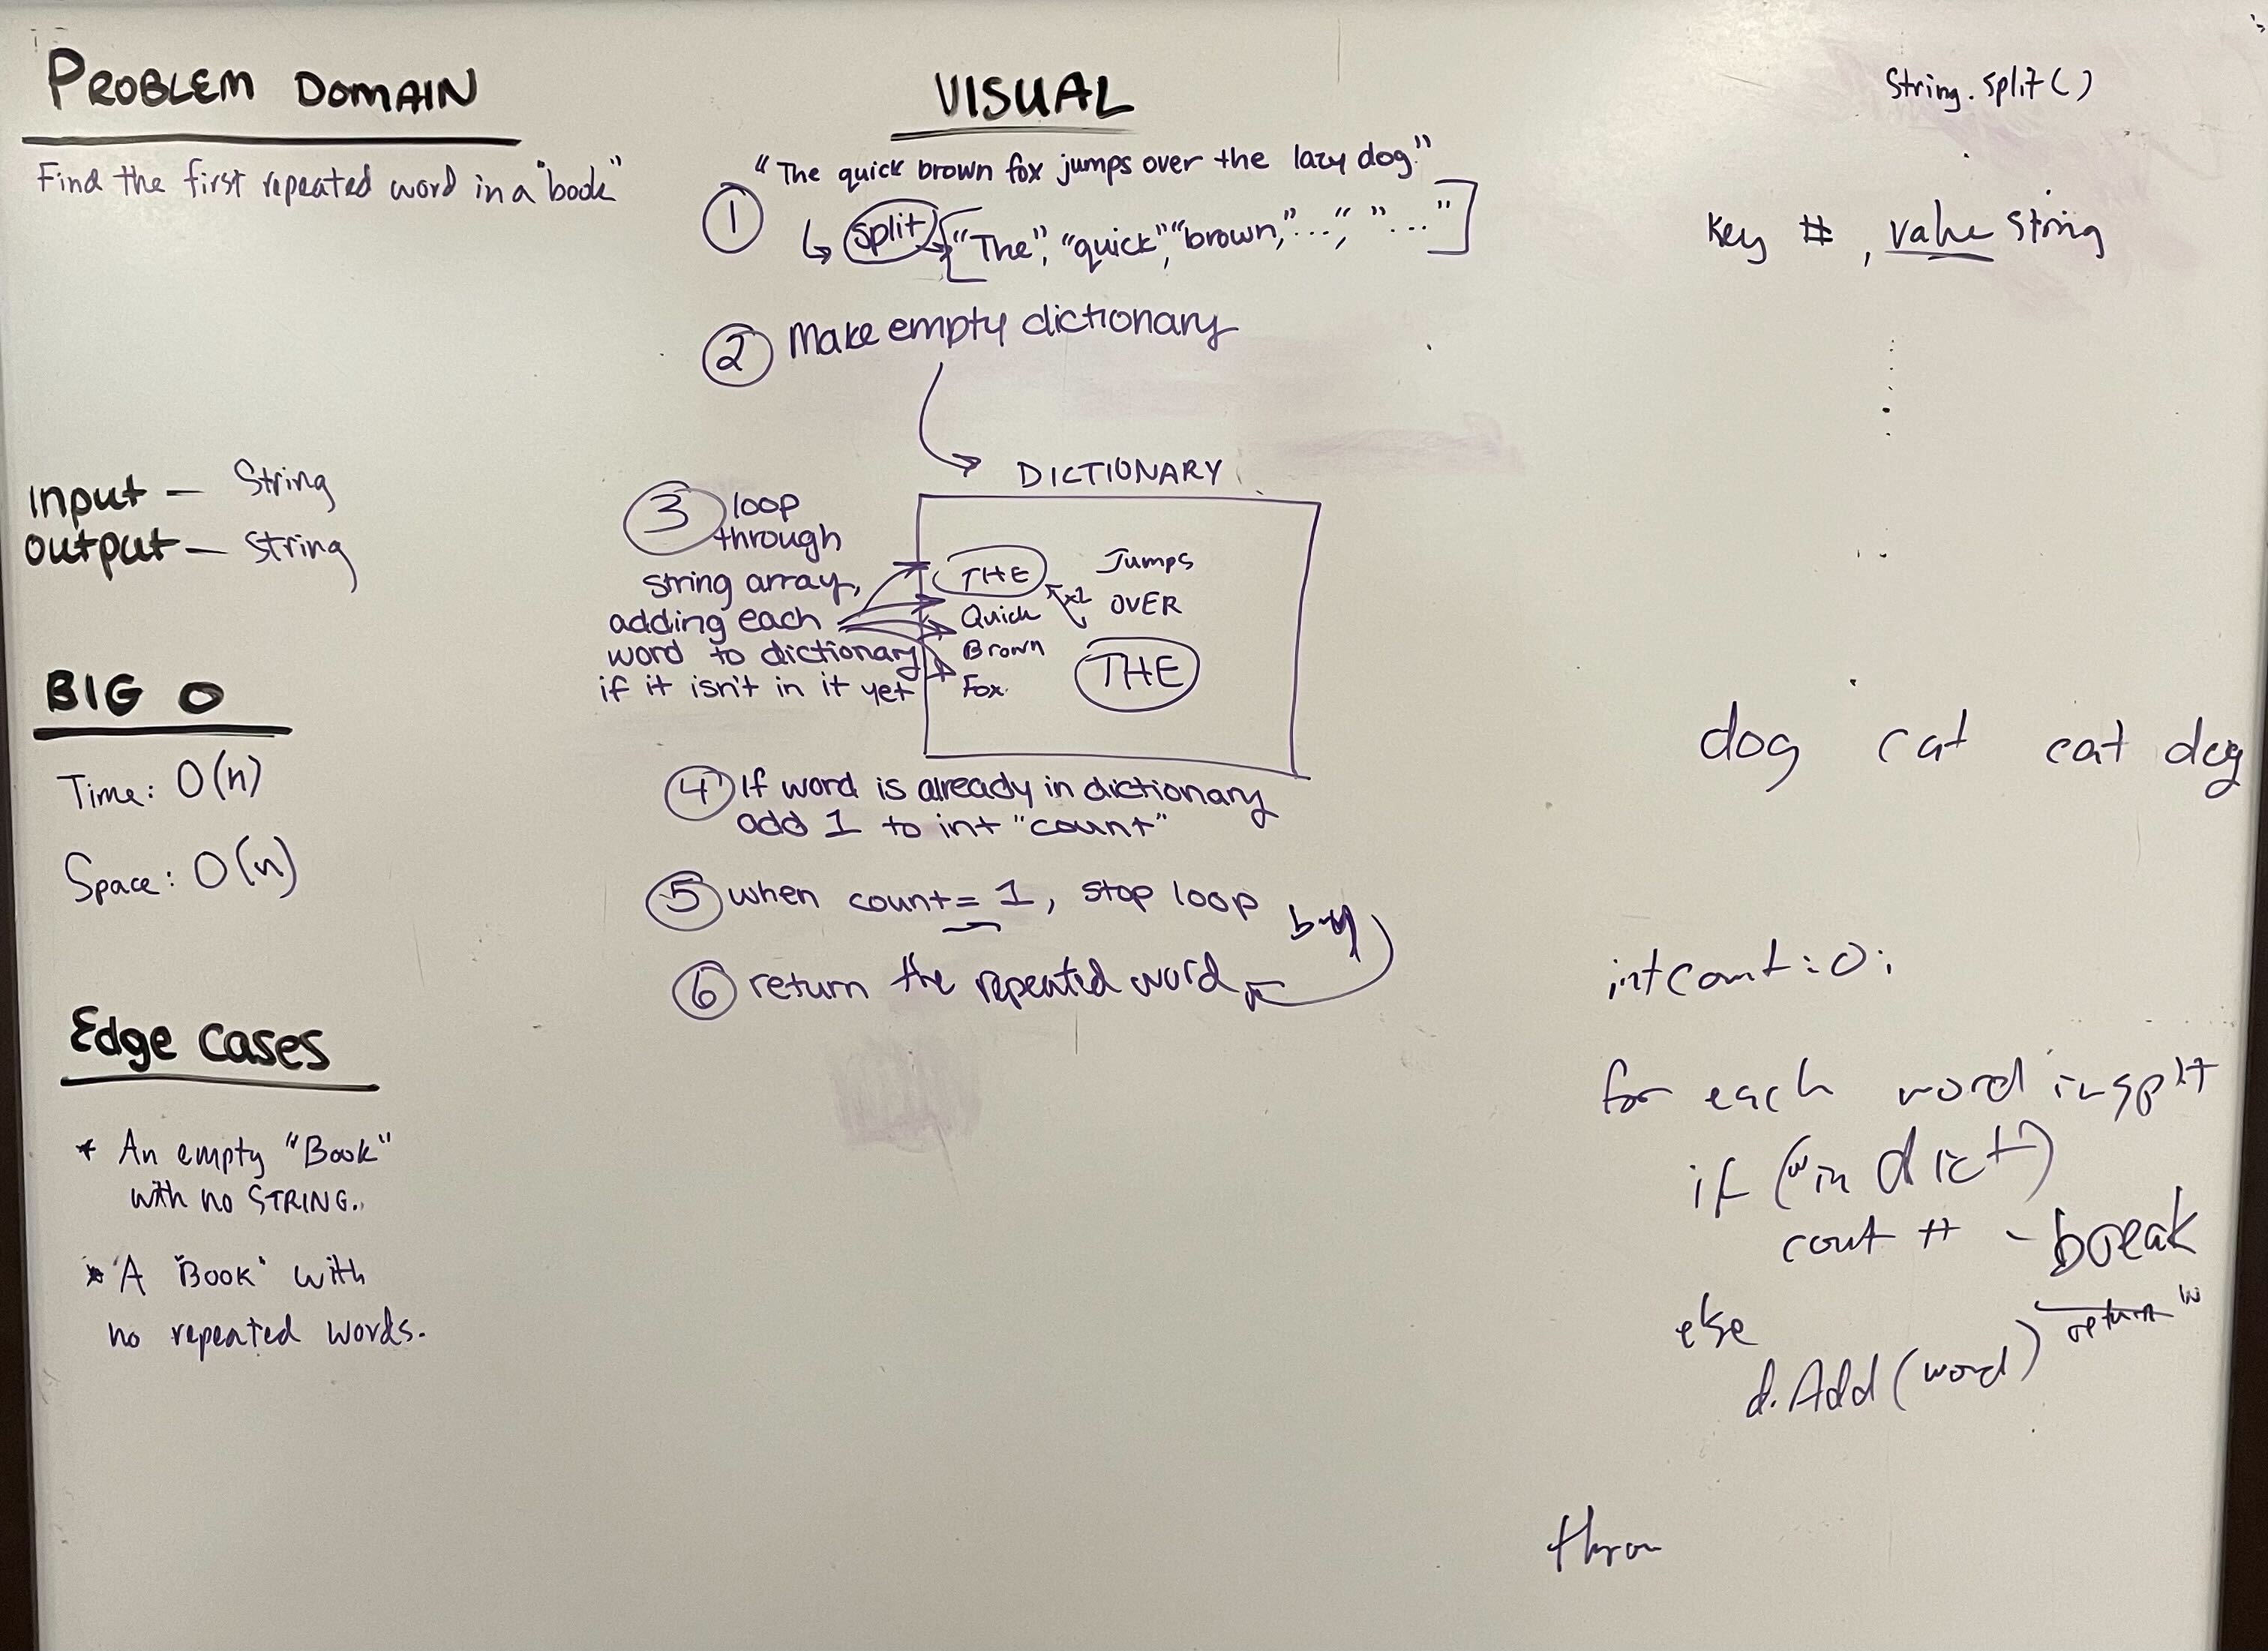 PROBLEM DOMAIN
Find the first repeated word in a "book"
input — String
output — String
BIG O
Time: O(n)
Space: O(n)
Edge Cases
* An empty "Book"
with no STRING.
* A "Book" with
no repeated words.
VISUAL
"The quick brown fox jumps over the lazy dog."
① split ["The", "quick", "brown," "...", "..."]
② Make empty dictionary
DICTIONARY
③ loop
through
string array,
adding each
word to dictionary
if it isn't in it yet
THE
Quick
Brown
Fox
Jumps
OVER
THE
④ If word is already in dictionary
add 1 to int "count"
⑤ when count = 1, stop loop
⑥ return the repeated word
String.split()
Key #, value string
dog cat cat dog
int count = 0;
for each word in split
if (w in dict)
cout ++ - break
return w
else
d.Add(word)